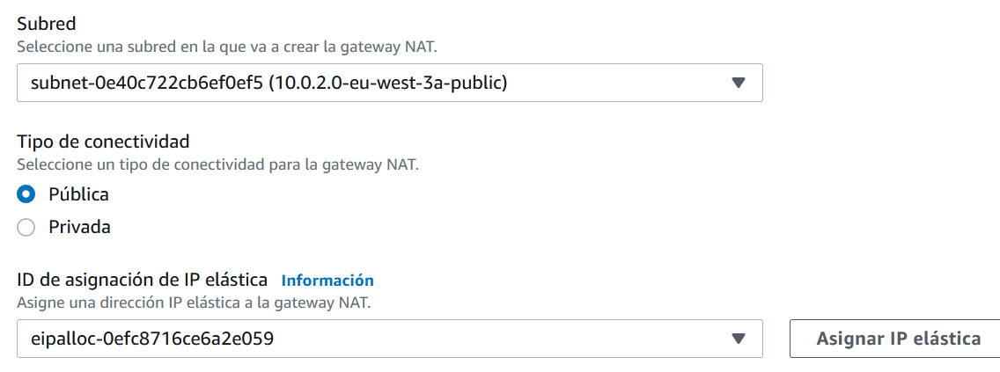 Subred
Seleccione una subred en la que va a crear la gateway NAT.
subnet-0e40c722cb6ef0ef5 (10.0.2.0-eu-west-3a-public)
Tipo de conectividad
Seleccione un tipo de conectividad para la gateway NAT.
Pública
Privada
ID de asignación de IP elástica Información
Asigne una dirección IP elástica a la gateway NAT.
eipalloc-0efc8716ce6a2e059 Asignar IP elástica